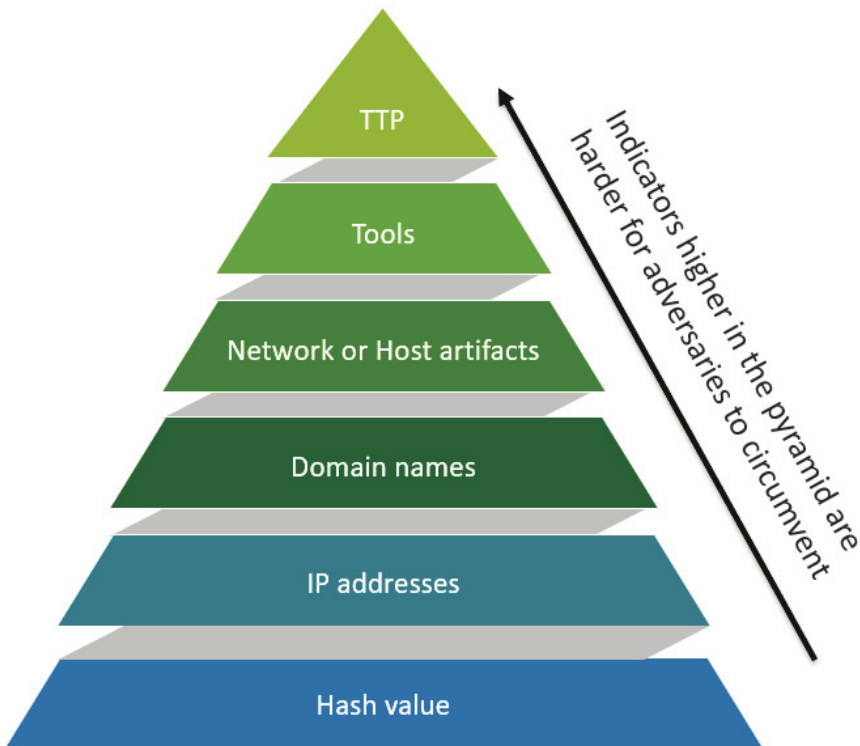 TTP
Tools
Network or Host artifacts
Domain names
IP addresses
Hash value
Indicators higher in the pyramid are
harder for adversaries to circumvent